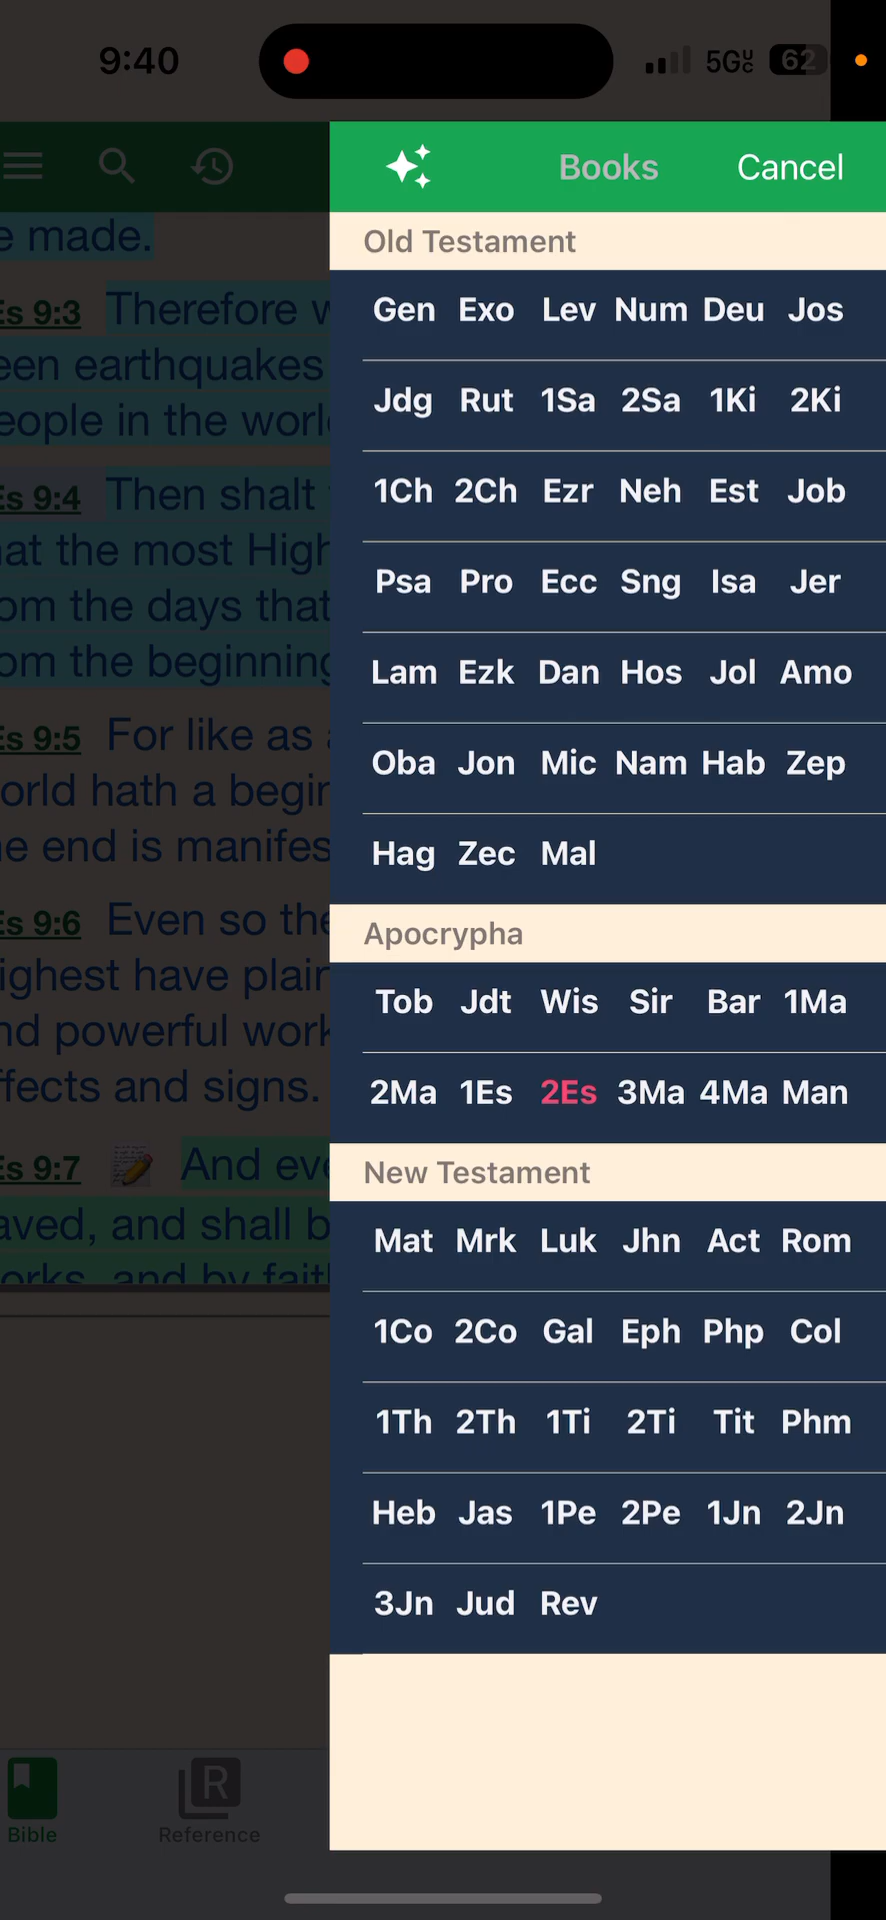 9:40 5G 62
Books Cancel
made.
Old Testament
Es 9:3 Therefore
Gen Exo Lev Num Deu Jos
een earthquakes
Jdg Rut 1Sa 2Sa 1Ki 2Ki
eople in the worl
1Ch 2Ch Ezr Neh Est Job
Es 9:4 Then shalt
at the most High
Psa Pro Ecc Sng Isa Jer
om the days that
Lam Ezk Dan Hos Jol Amo
om the beginning
Oba Jon Mic Nam Hab Zep
Es 9:5 For like as
orld hath a begin
Hag Zec Mal
e end is manifes
Apocrypha
Es 9:6 Even so the
ighest have plain
Tob Jdt Wis Sir Bar 1Ma
nd powerful work
2Ma 1Es 2Es 3Ma 4Ma Man
ffects and signs.
Es 9:7 And eve
New Testament
aved, and shall b
Mat Mrk Luk Jhn Act Rom
orks, and by faith
1Co 2Co Gal Eph Php Col
1Th 2Th 1Ti 2Ti Tit Phm
Heb Jas 1Pe 2Pe 1Jn 2Jn
3Jn Jud Rev
R
Bible Reference